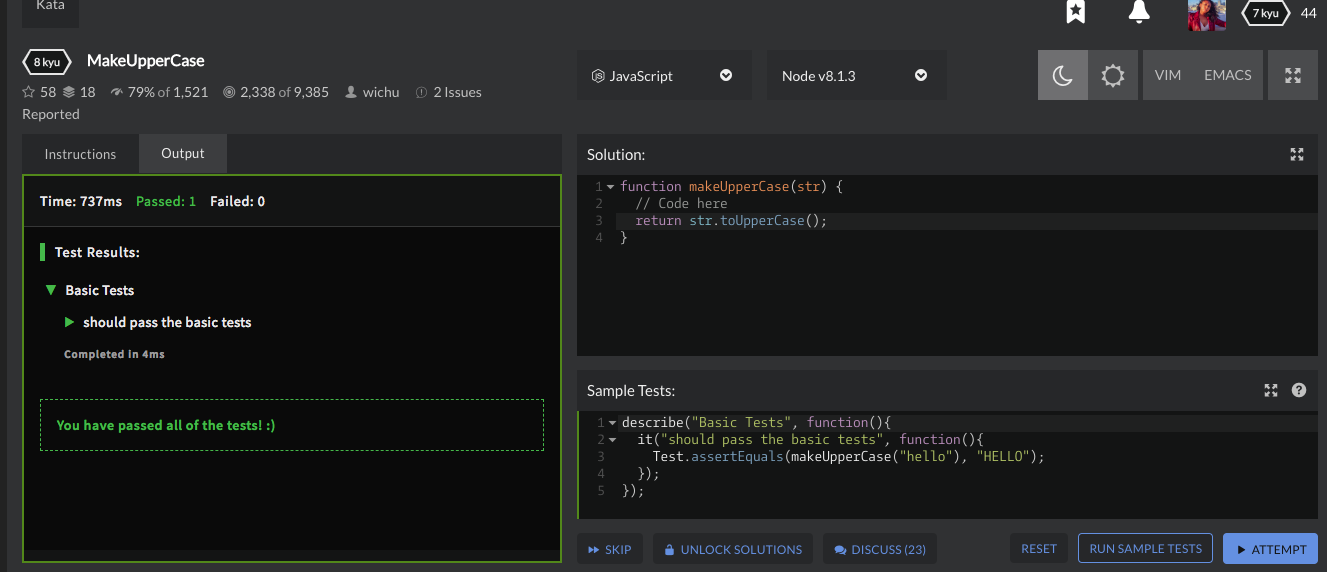 Kata
7 kyu 44
8 kyu MakeUpperCase
58 18 79% of 1,521 2,338 of 9,385 wichu 2 Issues
Reported
JavaScript
Node v8.1.3
VIM EMACS
Instructions Output
Time: 737ms Passed: 1 Failed: 0
Test Results:
Basic Tests
should pass the basic tests
Completed in 4ms
You have passed all of the tests! :)
Solution:
1 function makeUpperCase(str) {
2 // Code here
3 return str.toUpperCase();
4 }
Sample Tests:
1 describe("Basic Tests", function(){
2 it("should pass the basic tests", function(){
3 Test.assertEquals(makeUpperCase("hello"), "HELLO");
4 });
5 });
SKIP UNLOCK SOLUTIONS DISCUSS (23) RESET RUN SAMPLE TESTS ATTEMPT